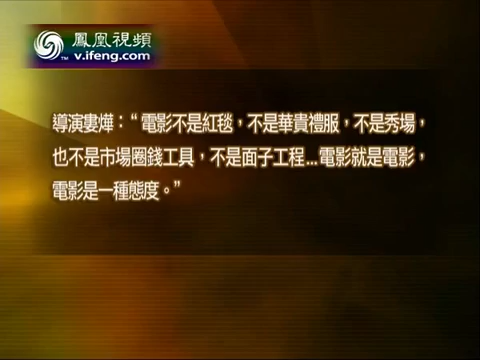 鳳凰視頻
TM v.ifeng.com
導演婁燁：“電影不是紅毯，不是華貴禮服，不是秀場，
也不是市場圈錢工具，不是面子工程...電影就是電影，
電影是一種態度。”